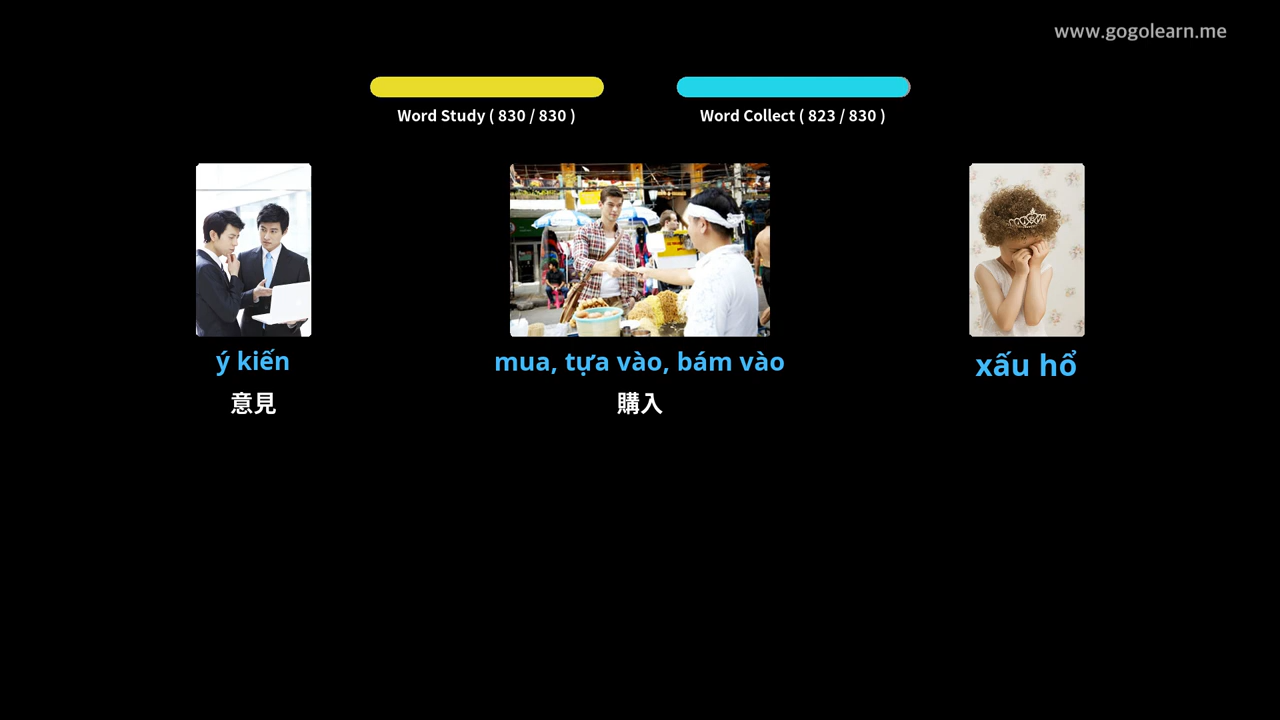 www.gogolearn.me
Word Study ( 830 / 830 )
Word Collect ( 823 / 830 )
ý kiến
mua, tựa vào, bám vào
xấu hổ
意見
購入